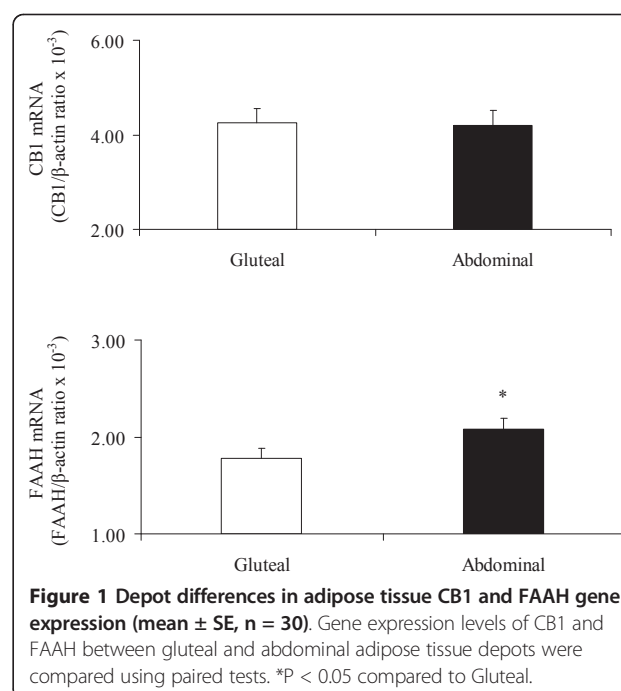 6.00
4.00
2.00
CB1 mRNA
(CB1/β-actin ratio x 10-3)
Gluteal Abdominal
3.00
2.00
1.00
FAAH mRNA
(FAAH/β-actin ratio x 10-3)
*
Gluteal Abdominal
Figure 1 Depot differences in adipose tissue CB1 and FAAH gene
expression (mean ± SE, n = 30). Gene expression levels of CB1 and
FAAH between gluteal and abdominal adipose tissue depots were
compared using paired tests. *P < 0.05 compared to Gluteal.